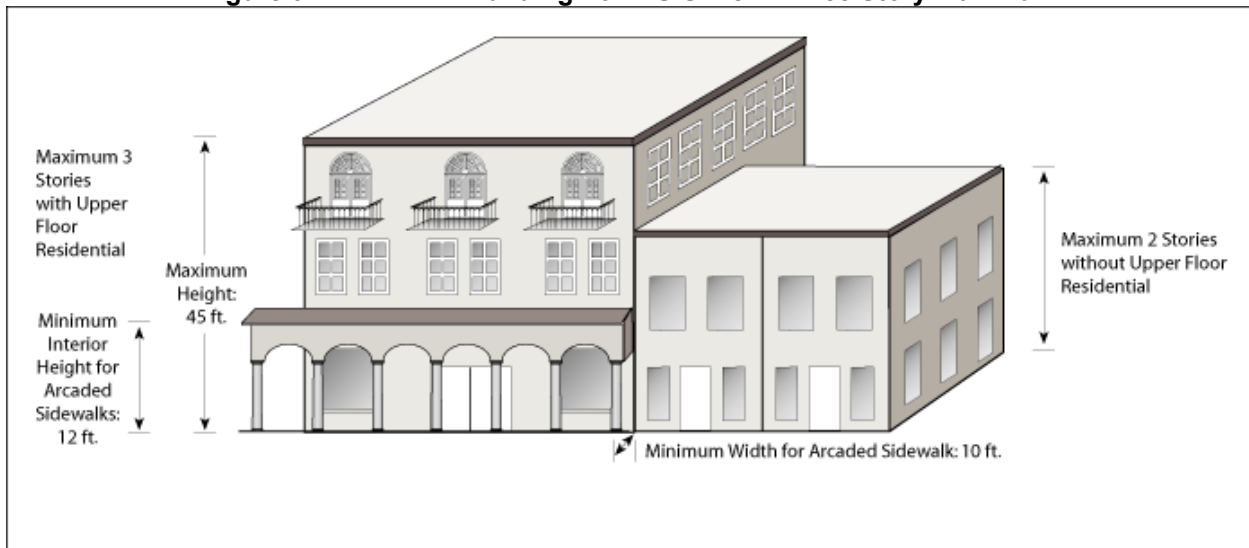 Maximum 3
Stories
with Upper
Floor
Residential
Maximum
Height:
45 ft.
Minimum
Interior
Height for
Arcaded
Sidewalks:
12 ft.
Maximum 2 Stories
without Upper Floor
Residential
Minimum Width for Arcaded Sidewalk: 10 ft.